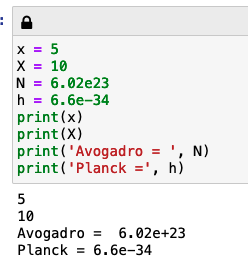 :
x = 5
X = 10
N = 6.02e23
h = 6.6e-34
print(x)
print(X)
print('Avogadro = ', N)
print('Planck =', h)
5
10
Avogadro =  6.02e+23
Planck = 6.6e-34